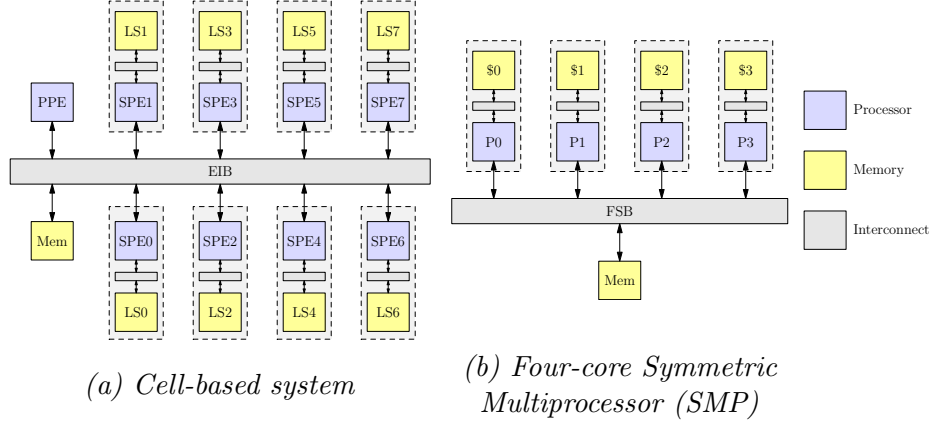 LS1 LS3 LS5 LS7
PPE SPE1 SPE3 SPE5 SPE7
EIB
Mem SPE0 SPE2 SPE4 SPE6
LS0 LS2 LS4 LS6
(a) Cell-based system
$0 $1 $2 $3
P0 P1 P2 P3
FSB
Mem
(b) Four-core Symmetric
Multiprocessor (SMP)
Processor
Memory
Interconnect